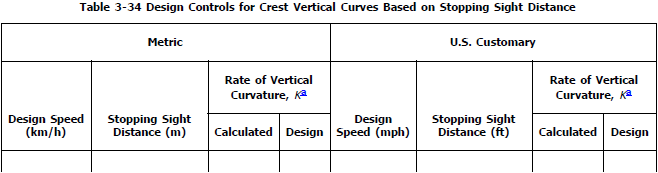 Table 3-34 Design Controls for Crest Vertical Curves Based on Stopping Sight Distance
Metric
U.S. Customary
Design Speed
(km/h)
Stopping Sight
Distance (m)
Rate of Vertical
Curvature, Ka
Calculated
Design
Design
Speed (mph)
Stopping Sight
Distance (ft)
Rate of Vertical
Curvature, Ka
Calculated
Design